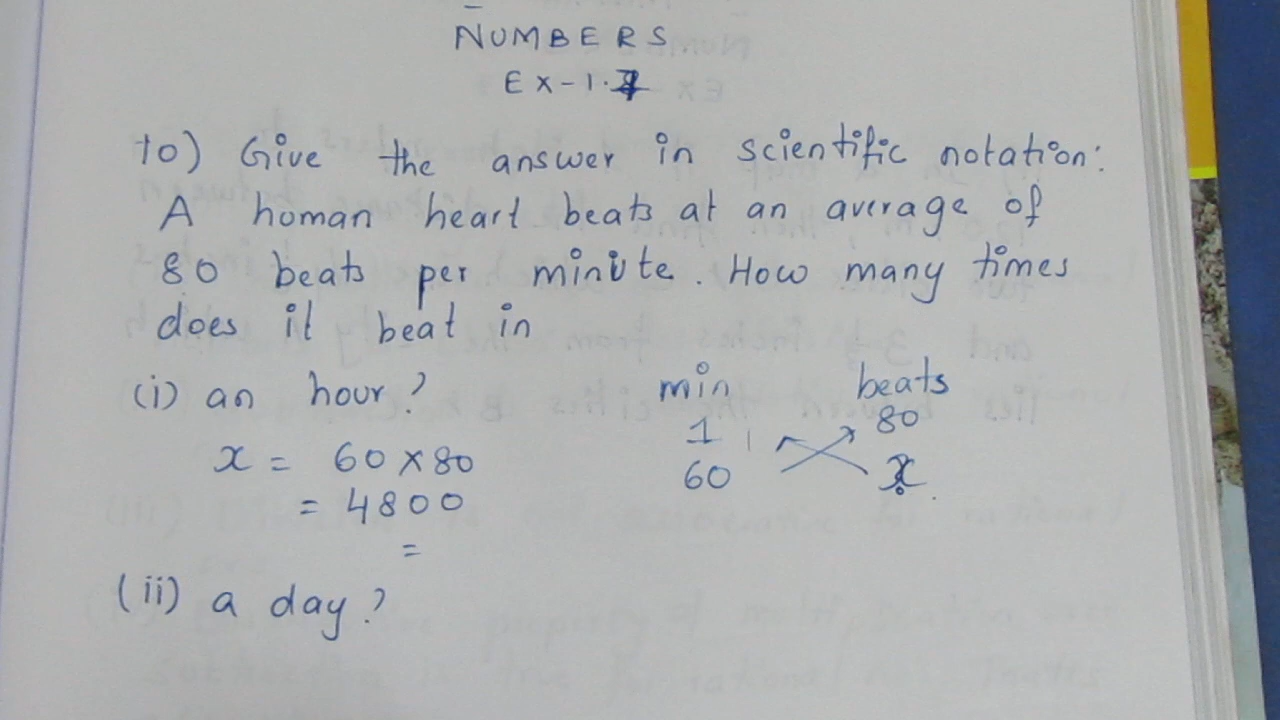 NUMBERS
EX-1.7
10) Give the answer in scientific notation:
A human heart beats at an average of
80 beats per minute. How many times
does it beat in
(i) an hour?
min beats
1 80
60 x
x = 60 × 80
= 4800
=
(ii) a day?